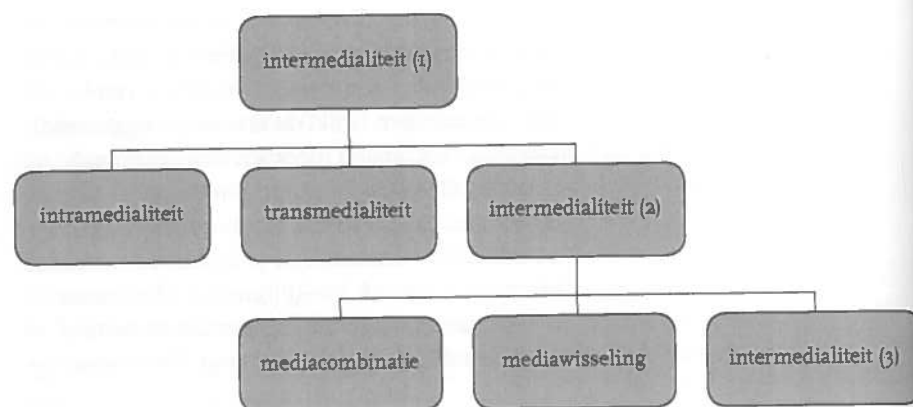 intermedialiteit (1)
intramedialiteit
transmedialiteit
intermedialiteit (2)
mediacombinatie
mediawisseling
intermedialiteit (3)